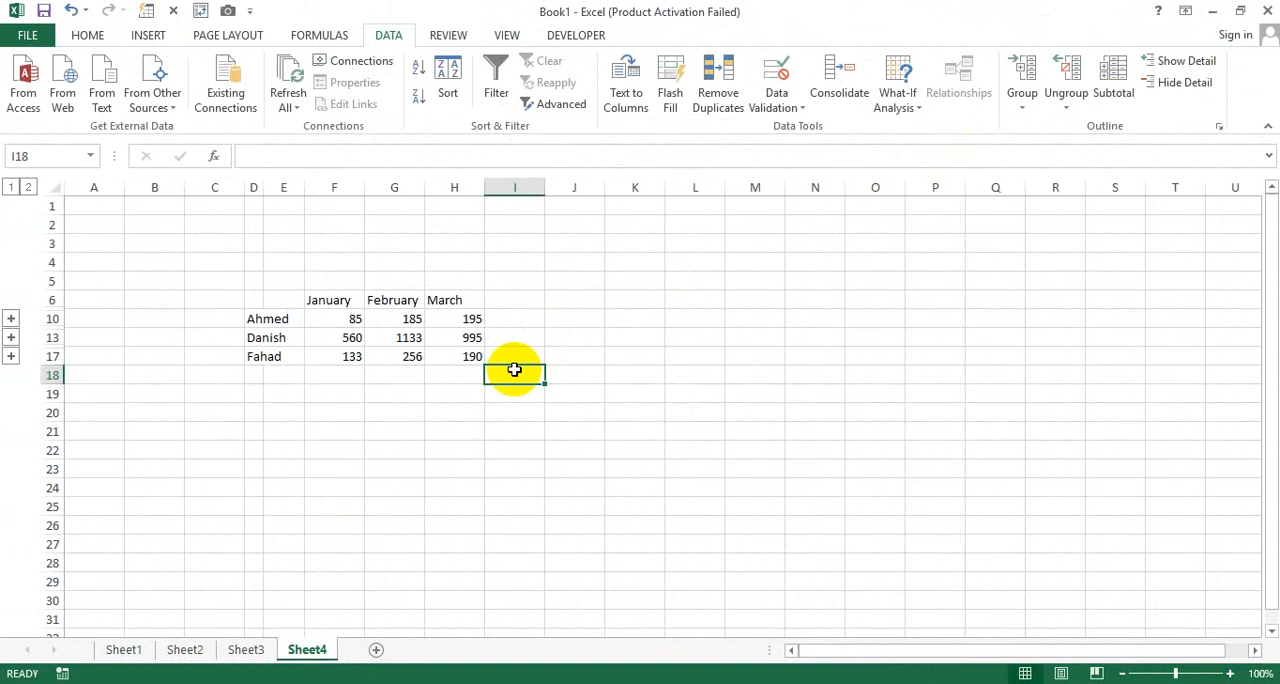 Book1 - Excel (Product Activation Failed)
?
FILE HOME INSERT PAGE LAYOUT FORMULAS DATA REVIEW VIEW DEVELOPER Sign in
From Access
From Web
From Text
From Other Sources
Existing Connections
Get External Data
Refresh All
Connections
Properties
Edit Links
Connections
Sort
Filter
Clear
Reapply
Advanced
Sort & Filter
Text to Columns
Flash Fill
Remove Duplicates
Data Validation
Consolidate
What-If Analysis
Relationships
Data Tools
Group
Ungroup
Subtotal
Show Detail
Hide Detail
Outline
I18 fx
1 2 A B C D E F G H I J K L M N O P Q R S T U
1
2
3
4
5
6 January February March
10 Ahmed 85 185 195
13 Danish 560 1133 995
17 Fahad 133 256 190
18
19
20
21
22
23
24
25
26
27
28
29
30
31
Sheet1 Sheet2 Sheet3 Sheet4
READY 100%